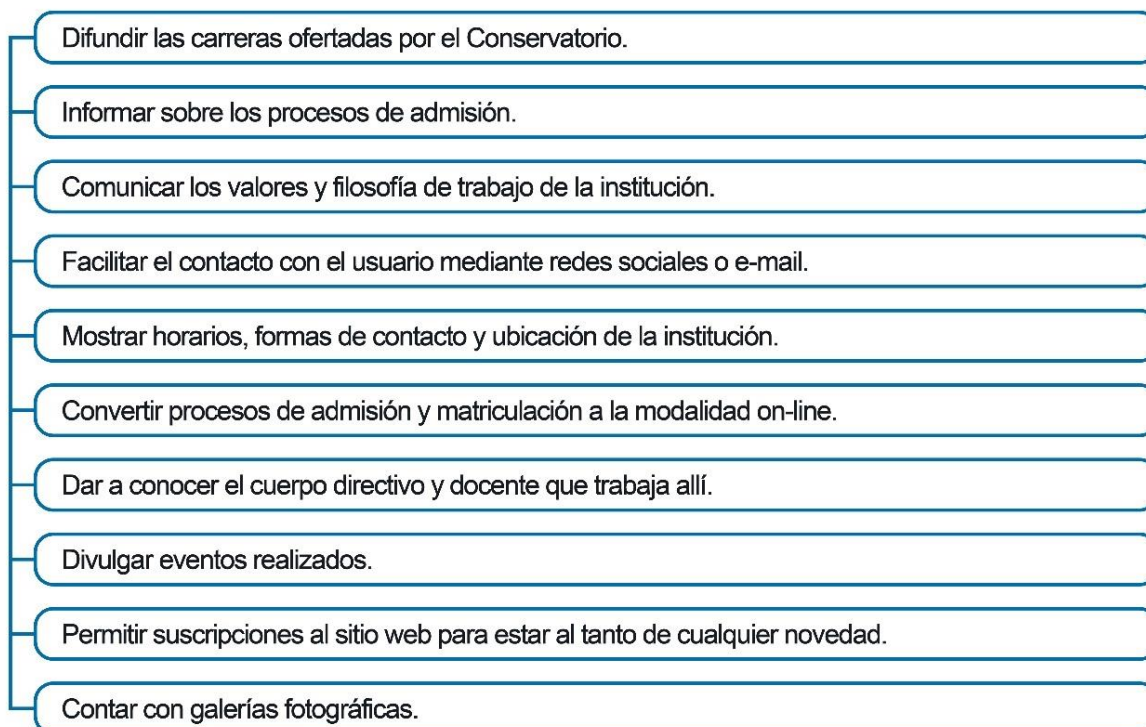 Difundir las carreras ofertadas por el Conservatorio.
Informar sobre los procesos de admisión.
Comunicar los valores y filosofía de trabajo de la institución.
Facilitar el contacto con el usuario mediante redes sociales o e-mail.
Mostrar horarios, formas de contacto y ubicación de la institución.
Convertir procesos de admisión y matriculación a la modalidad on-line.
Dar a conocer el cuerpo directivo y docente que trabaja allí.
Divulgar eventos realizados.
Permitir suscripciones al sitio web para estar al tanto de cualquier novedad.
Contar con galerías fotográficas.